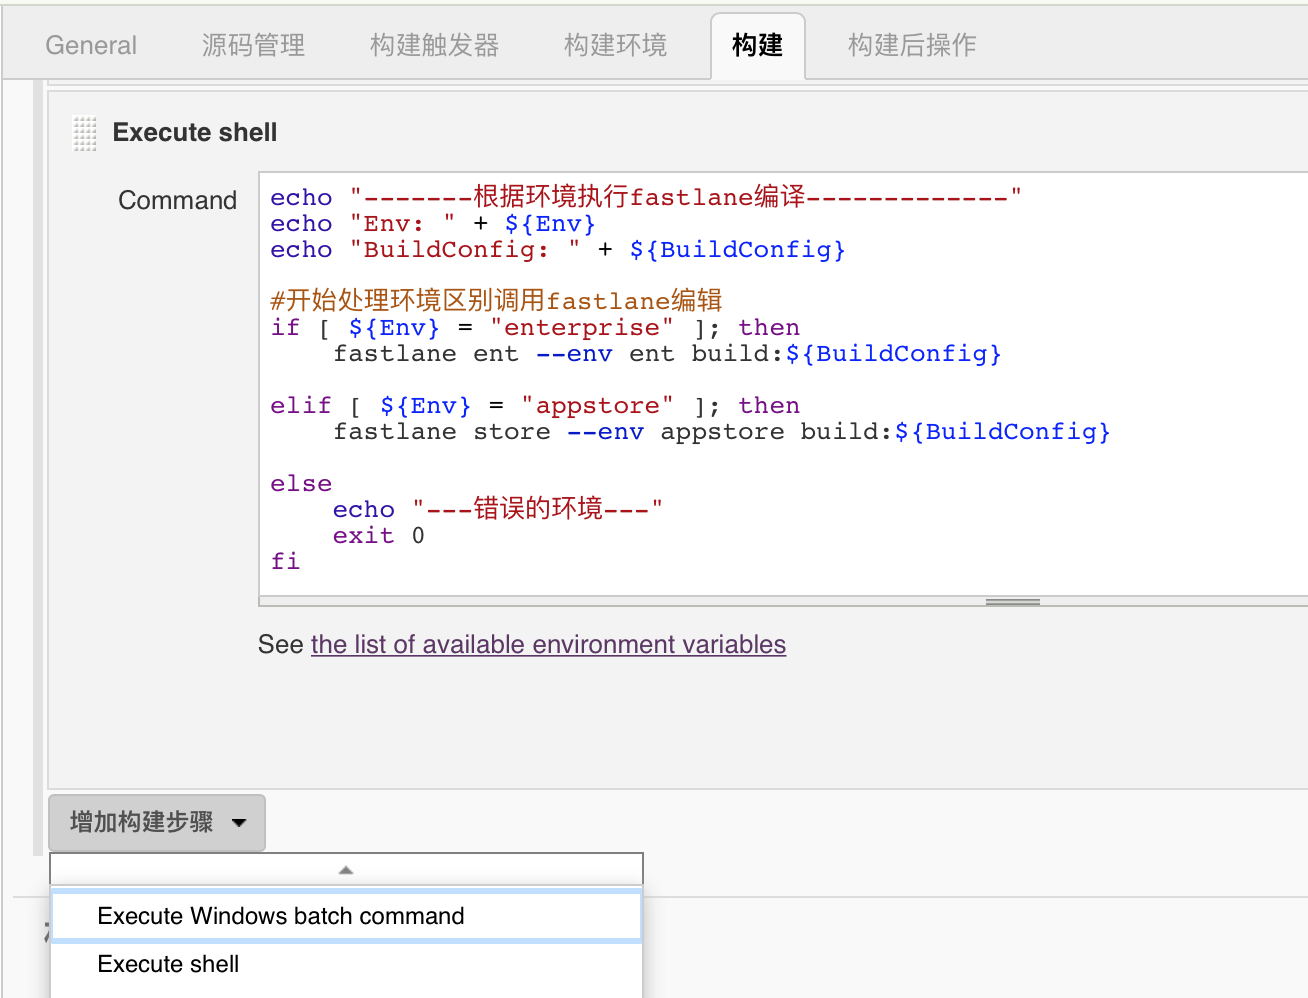 General 源码管理 构建触发器 构建环境 构建 构建后操作
Execute shell
Command
echo "-------根据环境执行fastlane编译-------------"
echo "Env: " + ${Env}
echo "BuildConfig: " + ${BuildConfig}
#开始处理环境区别调用fastlane编辑
if [ ${Env} = "enterprise" ]; then
fastlane ent --env ent build:${BuildConfig}
elif [ ${Env} = "appstore" ]; then
fastlane store --env appstore build:${BuildConfig}
else
echo "---错误的环境---"
exit 0
fi
See the list of available environment variables
增加构建步骤
Execute Windows batch command
Execute shell